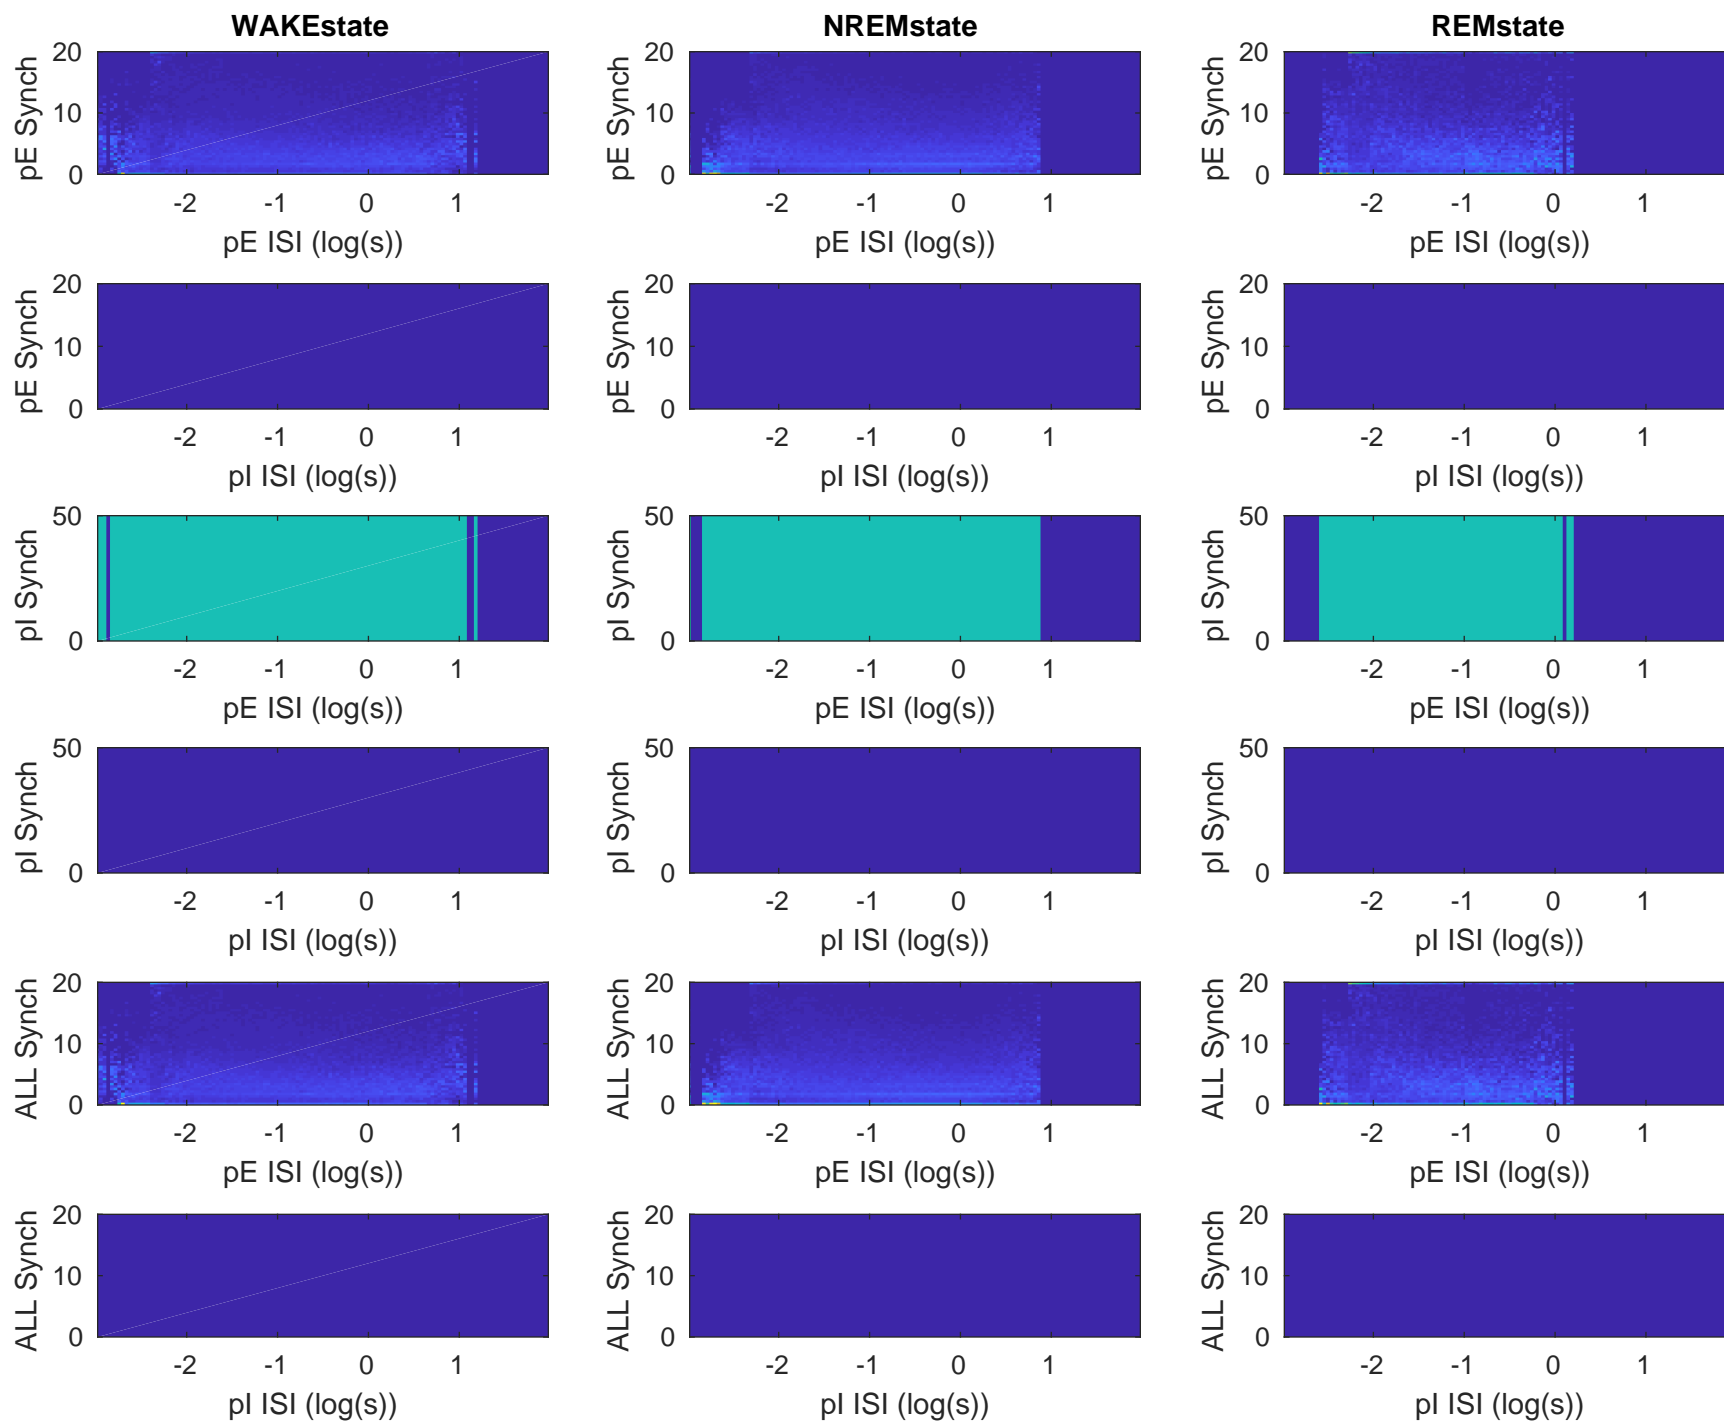 WAKEstate NREMstate REMstate
20 20 20
pE Synch pE Synch pE Synch
10 10 10
0 0 0
-2 -1 0 1 -2 -1 0 1 -2 -1 0 1
pE ISI (log(s)) pE ISI (log(s)) pE ISI (log(s))
20 20 20
pE Synch pE Synch pE Synch
10 10 10
0 0 0
-2 -1 0 1 -2 -1 0 1 -2 -1 0 1
pI ISI (log(s)) pI ISI (log(s)) pI ISI (log(s))
50 50 50
pI Synch pI Synch pI Synch
0 0 0
-2 -1 0 1 -2 -1 0 1 -2 -1 0 1
pE ISI (log(s)) pE ISI (log(s)) pE ISI (log(s))
50 50 50
pI Synch pI Synch pI Synch
0 0 0
-2 -1 0 1 -2 -1 0 1 -2 -1 0 1
pI ISI (log(s)) pI ISI (log(s)) pI ISI (log(s))
20 20 20
ALL Synch ALL Synch ALL Synch
10 10 10
0 0 0
-2 -1 0 1 -2 -1 0 1 -2 -1 0 1
pE ISI (log(s)) pE ISI (log(s)) pE ISI (log(s))
20 20 20
ALL Synch ALL Synch ALL Synch
10 10 10
0 0 0
-2 -1 0 1 -2 -1 0 1 -2 -1 0 1
pI ISI (log(s)) pI ISI (log(s)) pI ISI (log(s))